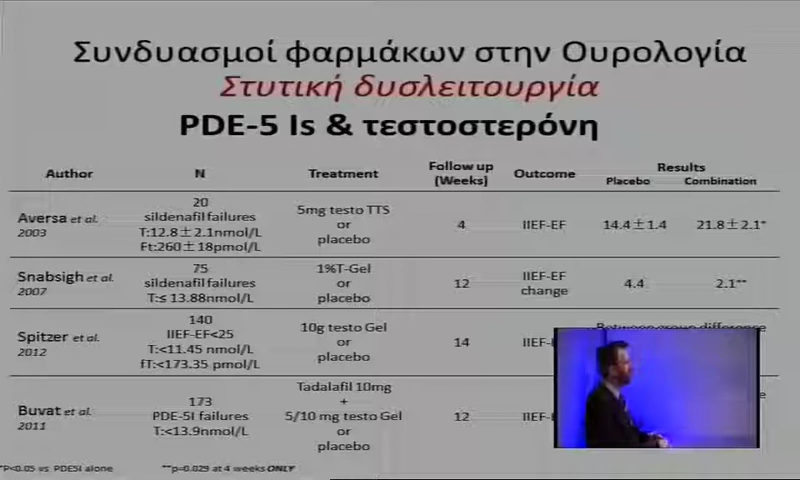 Συνδυασμοί φαρμάκων στην Ουρολογία
Στυτική δυσλειτουργία
PDE-5 Is & τεστοστερόνη
Author N Treatment Follow up (Weeks) Outcome Results
Placebo Combination
Aversa et al. 2003
20
sildenafil failures
T:12.8±2.1nmol/L
Ft:260±18pmol/L
5mg testo TTS
or
placebo
4
IIEF-EF
14.4±1.4
21.8±2.1*
Snabsigh et al. 2007
75
sildenafil failures
T:≤ 13.88nmol/L
1%T-Gel
or
placebo
12
IIEF-EF
change
4.4
2.1**
Spitzer et al. 2012
140
IIEF-EF<25
T:<11.45 nmol/L
fT:<173.35 pmol/L
10g testo Gel
or
placebo
14
Between group difference
Buvat et al. 2011
173
PDE-5I failures
T:<13.9nmol/L
Tadalafil 10mg
+
5/10 mg testo Gel
or
placebo
12
*P<0.05 vs PDE5I alone **p=0.029 at 4 weeks ONLY